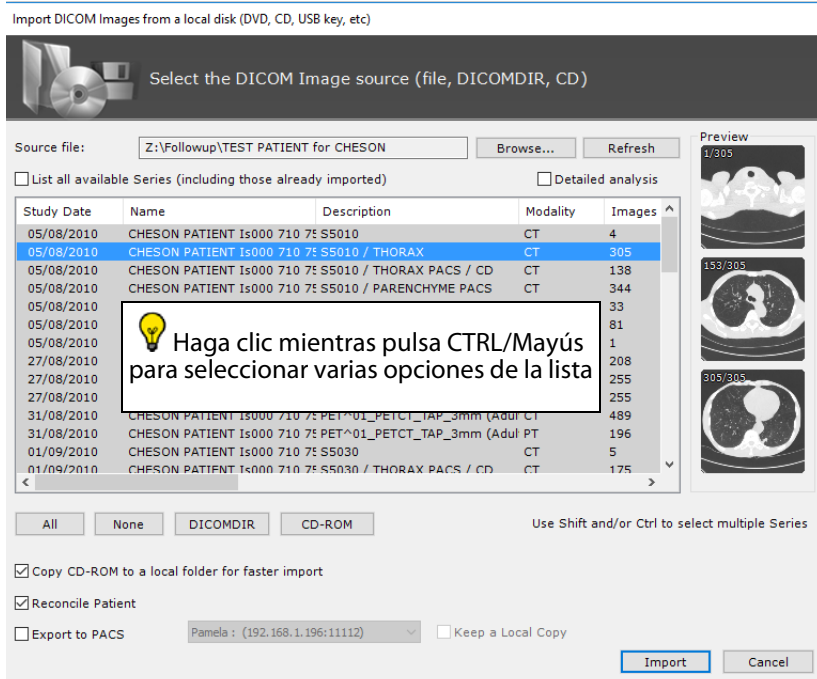 Import DICOM Images from a local disk (DVD, CD, USB key, etc)
Select the DICOM Image source (file, DICOMDIR, CD)
Source file: Z:\Followup\TEST PATIENT for CHESON Browse... Refresh
List all available Series (including those already imported) Detailed analysis
Study Date Name Description Modality Images
05/08/2010 CHESON PATIENT Is000 710 75 S5010 CT 4
05/08/2010 CHESON PATIENT Is000 710 75 S5010 / THORAX CT 305
05/08/2010 CHESON PATIENT Is000 710 75 S5010 / THORAX PACS / CD CT 138
05/08/2010 CHESON PATIENT Is000 710 75 S5010 / PARENCHYME PACS CT 344
05/08/2010 33
05/08/2010 81
05/08/2010 1
27/08/2010 208
27/08/2010 255
27/08/2010 255
31/08/2010 CHESON PATIENT Is000 710 75 PET^01_PETCT_TAP_3mm (Adul CT 489
31/08/2010 CHESON PATIENT Is000 710 75 PET^01_PETCT_TAP_3mm (Adul PT 196
01/09/2010 CHESON PATIENT Is000 710 75 S5030 CT 5
01/09/2010 CHESON PATIENT Is000 710 75 S5030 / THORAX PACS / CD CT 175
Haga clic mientras pulsa CTRL/Mayús
para seleccionar varias opciones de la lista
Preview
1/305
153/305
305/305
All None DICOMDIR CD-ROM Use Shift and/or Ctrl to select multiple Series
Copy CD-ROM to a local folder for faster import
Reconcile Patient
Export to PACS Pamela : (192.168.1.196:11112) Keep a Local Copy
Import Cancel